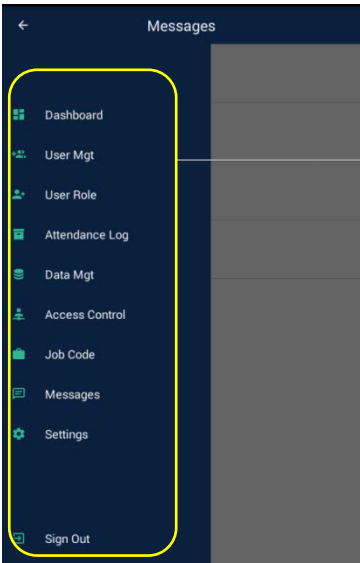 Messages
Dashboard
User Mgt
User Role
Attendance Log
Data Mgt
Access Control
Job Code
Messages
Settings
Sign Out